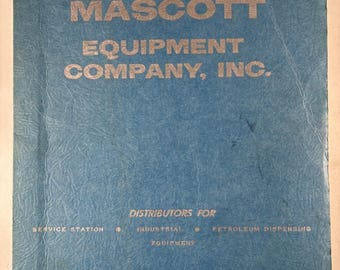 MASCOTT
EQUIPMENT
COMPANY, INC.
DISTRIBUTORS FOR
SERVICE STATION • INDUSTRIAL • PETROLEUM DISPENSING
EQUIPMENT